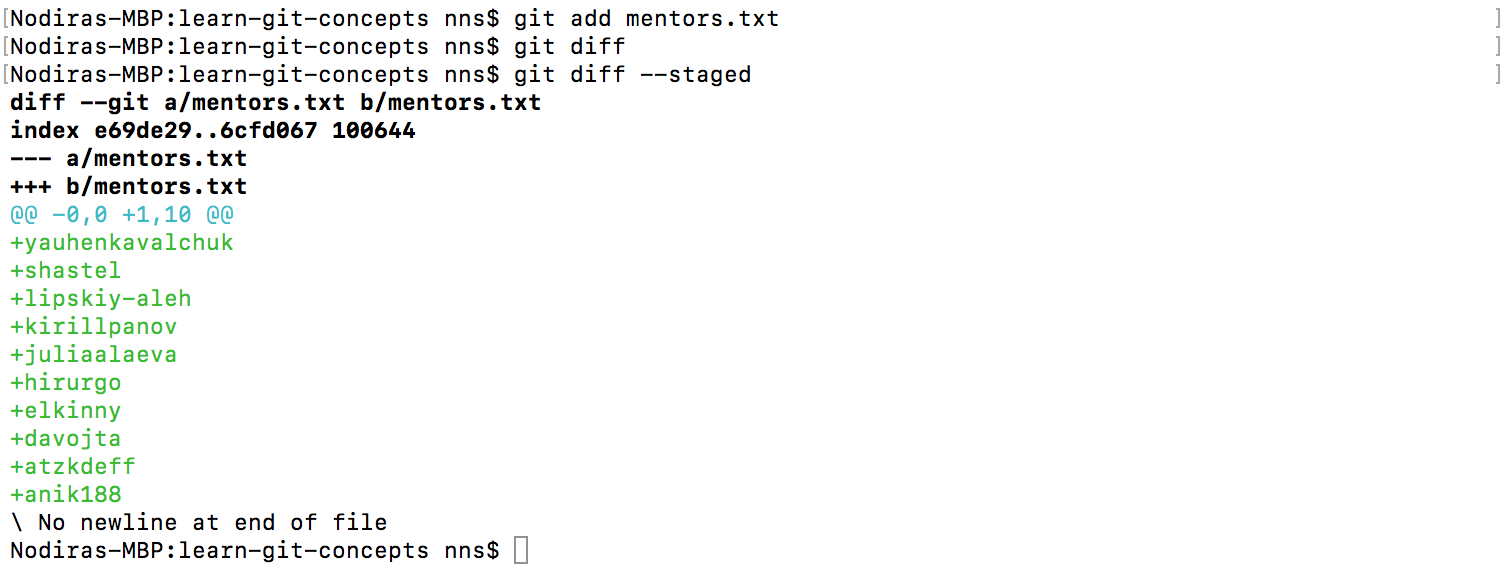 [Nodiras-MBP:learn-git-concepts nns$ git add mentors.txt ]
[Nodiras-MBP:learn-git-concepts nns$ git diff ]
[Nodiras-MBP:learn-git-concepts nns$ git diff --staged ]
diff --git a/mentors.txt b/mentors.txt
index e69de29..6cfd067 100644
--- a/mentors.txt
+++ b/mentors.txt
@@ -0,0 +1,10 @@
+yauhenkavalchuk
+shastel
+lipskiy-aleh
+kirillpanov
+juliaalaeva
+hirurgo
+elkinny
+davojta
+atzkdeff
+anik188
\ No newline at end of file
Nodiras-MBP:learn-git-concepts nns$